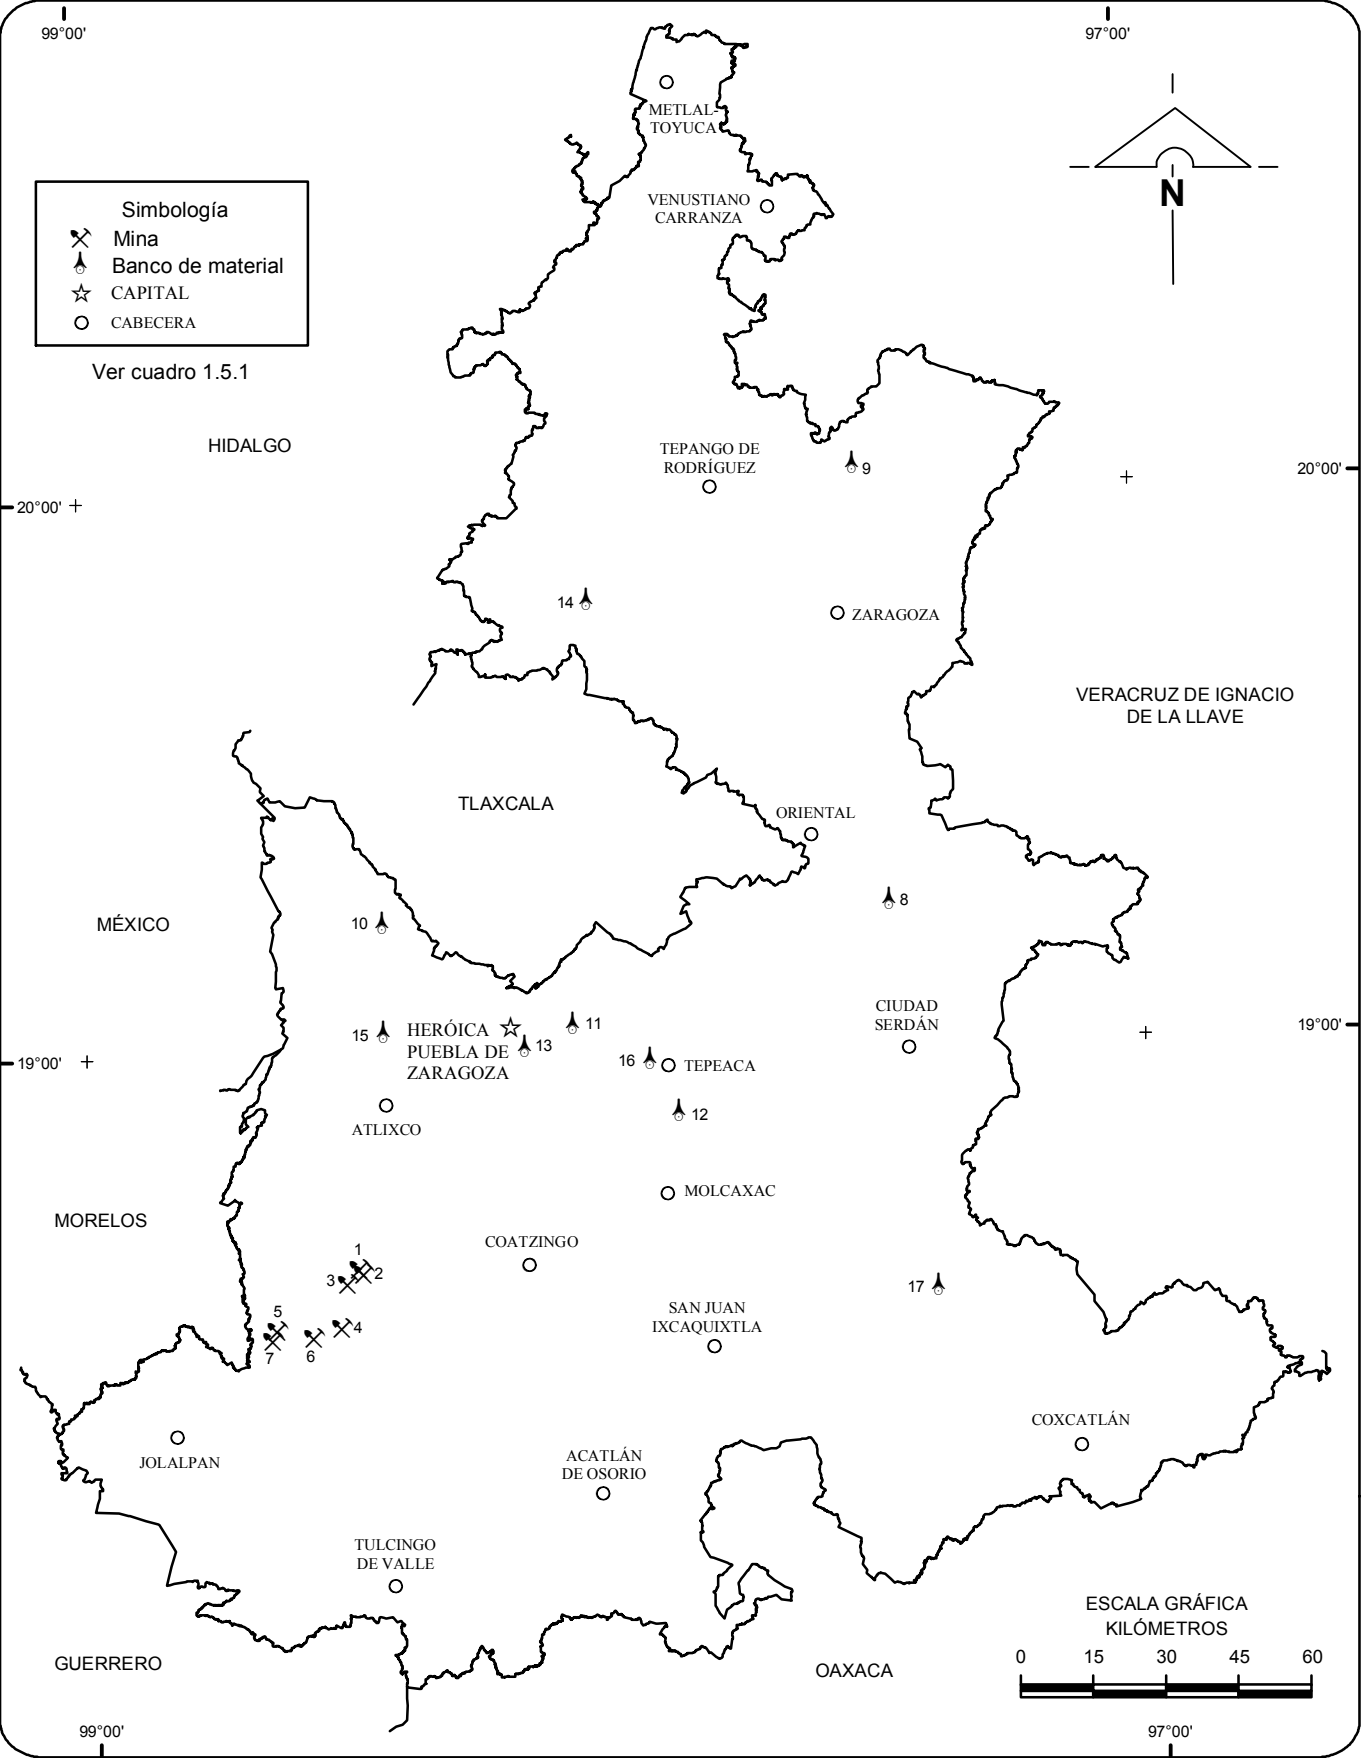 99°00'
97°00'
METLAL-
TOYUCA
N
Simbología
Mina
Banco de material
CAPITAL
CABECERA
VENUSTIANO
CARRANZA
Ver cuadro 1.5.1
HIDALGO
TEPANGO DE
RODRÍGUEZ
9
20°00'
20°00'
14
ZARAGOZA
VERACRUZ DE IGNACIO
DE LA LLAVE
TLAXCALA
ORIENTAL
8
MÉXICO
10
CIUDAD
SERDÁN
19°00'
15
HERÓICA
PUEBLA DE
ZARAGOZA
11
13
16
TEPEACA
19°00'
12
ATLIXCO
MOLCAXAC
MORELOS
COATZINGO
1
2
3
17
5
4
7
6
SAN JUAN
IXCAQUIXTLA
COXCATLÁN
JOLALPAN
ACATLÁN
DE OSORIO
TULCINGO
DE VALLE
ESCALA GRÁFICA
KILÓMETROS
0 15 30 45 60
GUERRERO
OAXACA
99°00'
97°00'